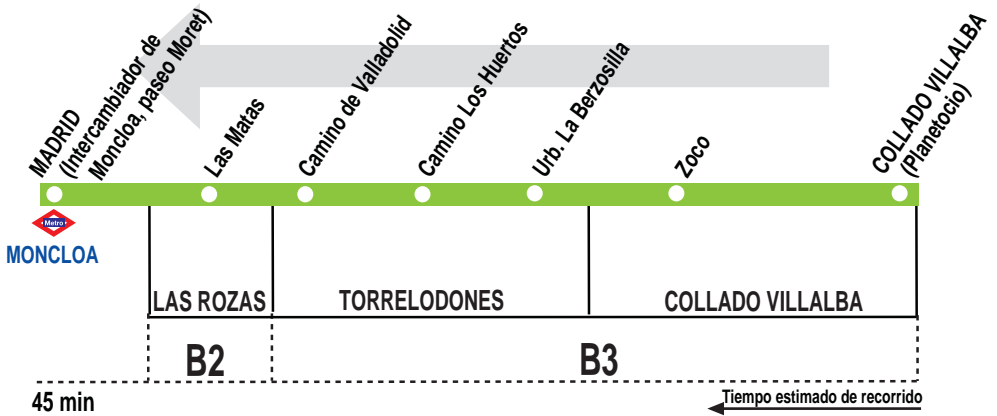 MADRID
(Intercambiador de
Moncloa, paseo Moret)
Las Matas
Camino de Valladolid
Camino Los Huertos
Urb. La Berzosilla
Zoco
COLLADO VILLALBA
(Planetocio)
Metro
MONCLOA
LAS ROZAS
TORRELODONES
COLLADO VILLALBA
B2
B3
45 min
Tiempo estimado de recorrido